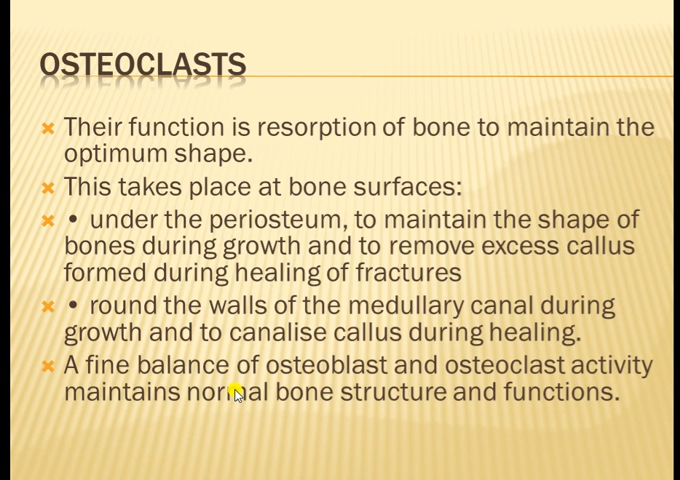 OSTEOCLASTS
Their function is resorption of bone to maintain the
optimum shape.
This takes place at bone surfaces:
• under the periosteum, to maintain the shape of
bones during growth and to remove excess callus
formed during healing of fractures
• round the walls of the medullary canal during
growth and to canalise callus during healing.
A fine balance of osteoblast and osteoclast activity
maintains normal bone structure and functions.